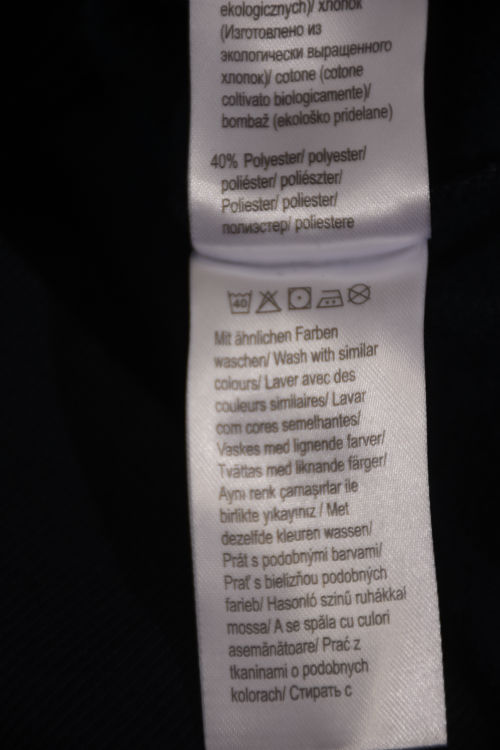 ekologicznych)/ хлопок
(Изготовлено из
экологически выращенного
хлопок)/ cotone (cotone
coltivato biologicamente)/
bombaž (ekološko pridelane)
40% Polyester/ polyester/
poliéster/ poliészter/
Poliester/ poliester/
полиэстер/ poliestere
40
Mit ähnlichen Farben
waschen/ Wash with similar
colours/ Laver avec des
couleurs similaires/ Lavar
com cores semelhantes/
Vaskes med lignende farver/
Tvättas med liknande färger/
Aynı renk çamaşırlar ile
birlikte yıkayınız / Met
dezelfde kleuren wassen/
Prát s podobnými barvami/
Prať s bielizňou podobných
farieb/ Hasonló színű ruhákkal
mossa/ A se spăla cu culori
asemănătoare/ Prać z
tkaninami o podobnych
kolorach/ Стирать с